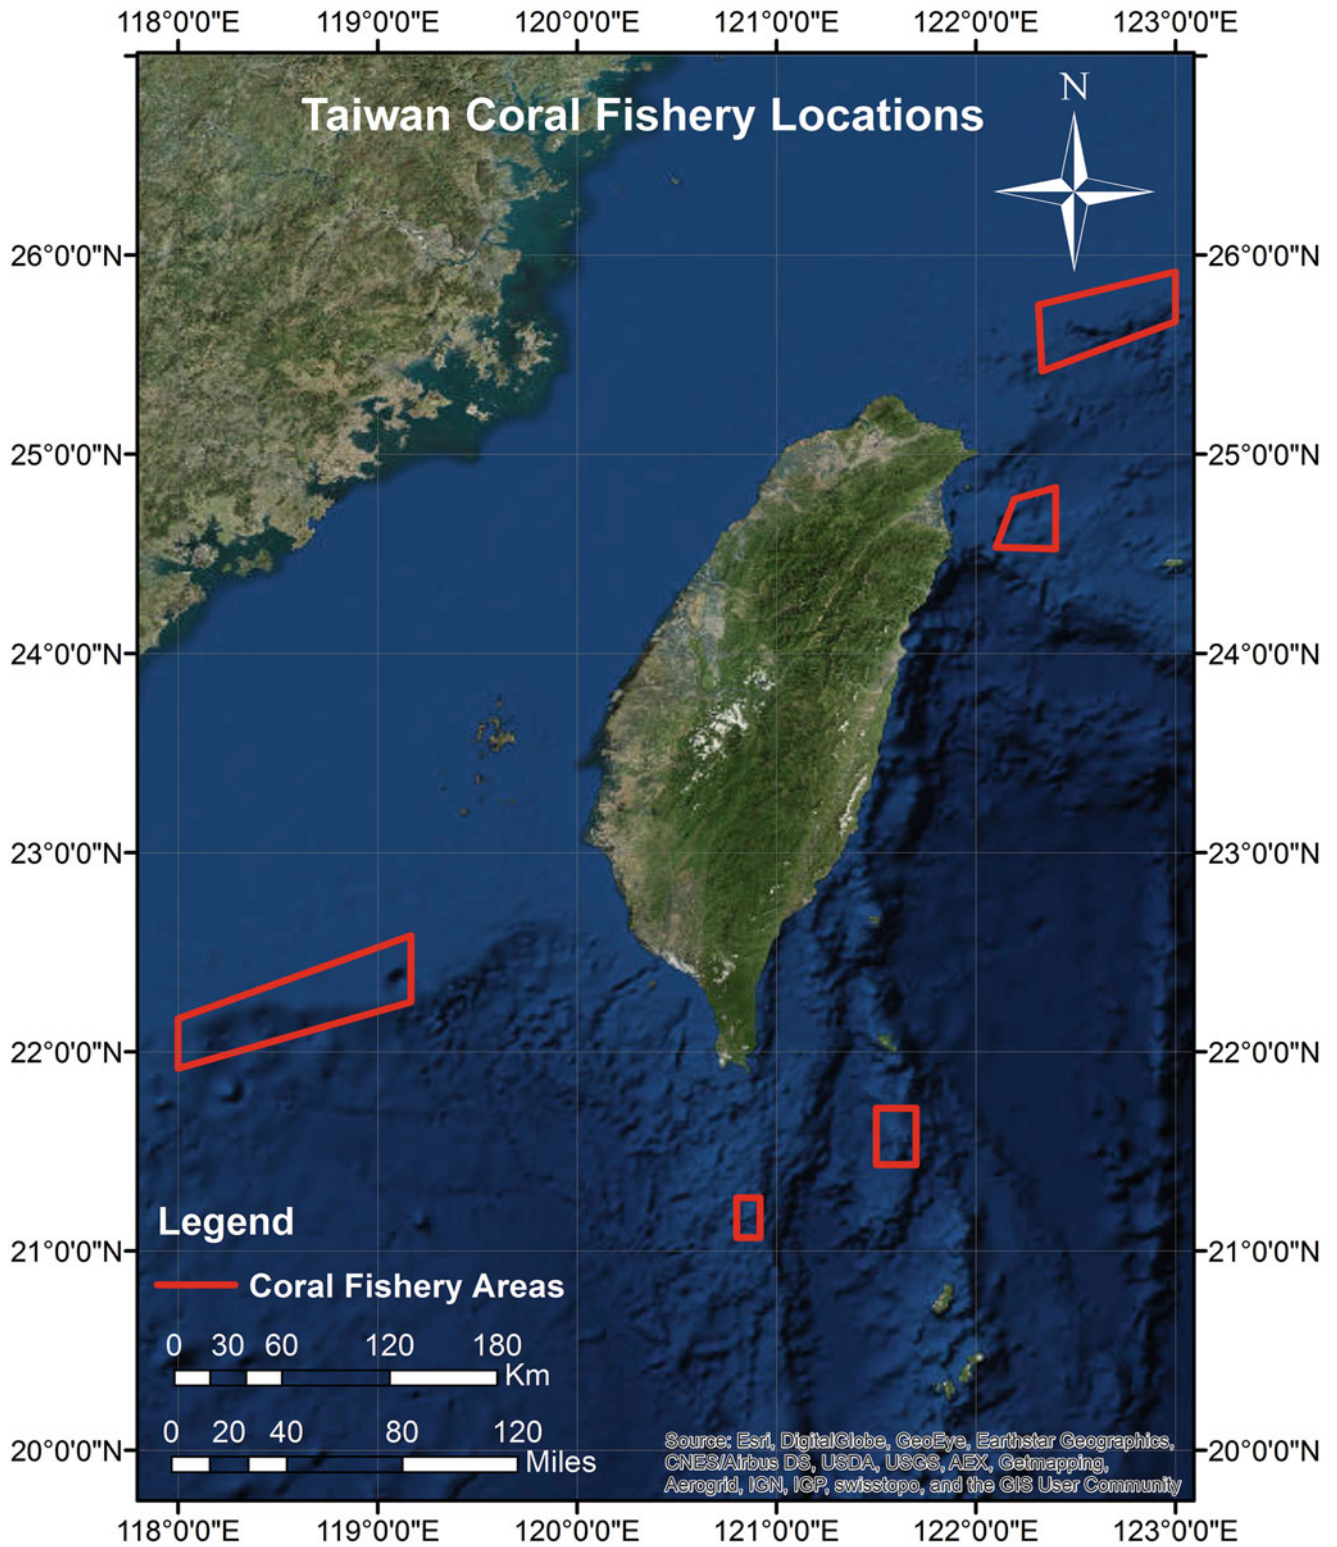 118°0'0"E 119°0'0"E 120°0'0"E 121°0'0"E 122°0'0"E 123°0'0"E
Taiwan Coral Fishery Locations
N
26°0'0"N 26°0'0"N
25°0'0"N 25°0'0"N
24°0'0"N 24°0'0"N
23°0'0"N 23°0'0"N
22°0'0"N 22°0'0"N
Legend
21°0'0"N 21°0'0"N
Coral Fishery Areas
0 30 60 120 180
Km
0 20 40 80 120
Miles
20°0'0"N 20°0'0"N
Source: Esri, DigitalGlobe, GeoEye, Earthstar Geographics,
CNES/Airbus DS, USDA, USGS, AEX, Getmapping,
Aerogrid, IGN, IGP, swisstopo, and the GIS User Community
118°0'0"E 119°0'0"E 120°0'0"E 121°0'0"E 122°0'0"E 123°0'0"E